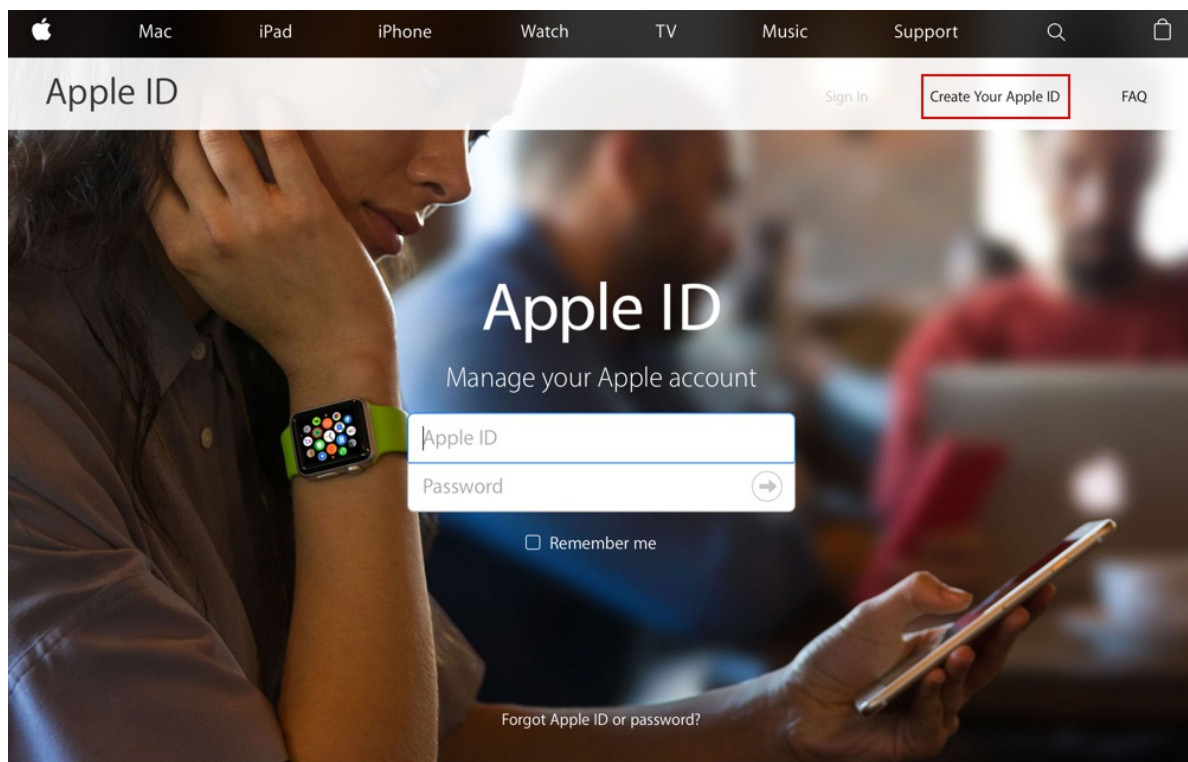 Mac iPad iPhone Watch TV Music Support
Apple ID Sign In Create Your Apple ID FAQ
Apple ID
Manage your Apple account
Apple ID
Password
Remember me
Forgot Apple ID or password?